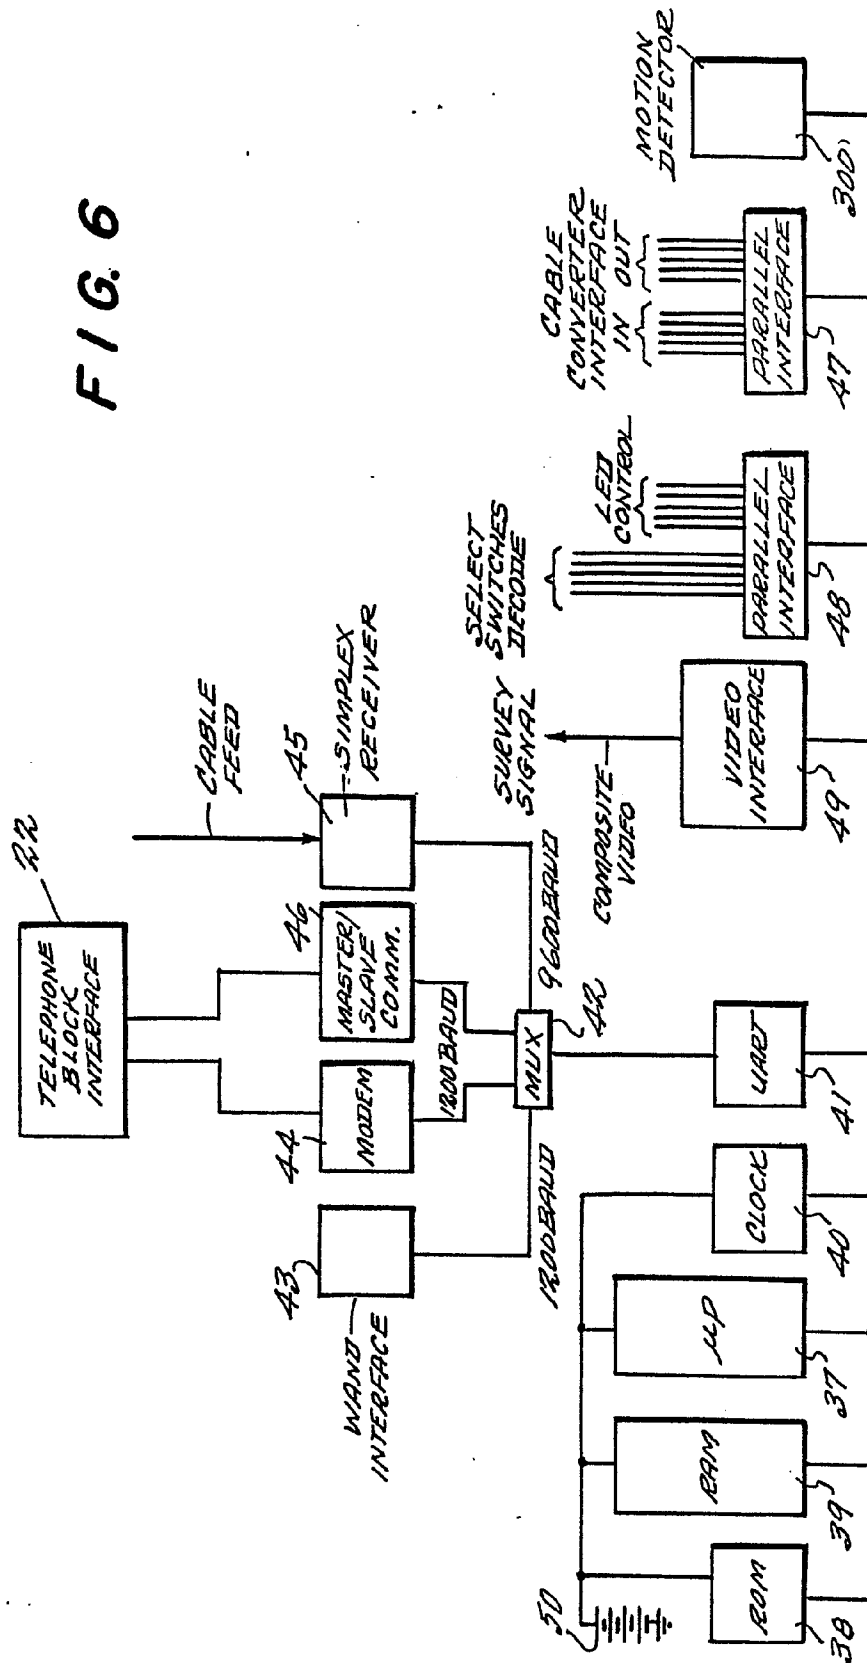 FIG. 6
22
TELEPHONE
BLOCK
INTERFACE
CABLE
FEED
43
WAND
INTERFACE
44
MODEM
46
MASTER/
SLAVE
COMM.
45
SIMPLEX
RECEIVER
1200 BAUD
1200 BAUD
9600 BAUD
MUX
42
50
ROM
38
RAM
39
μP
37
CLOCK
40
UART
41
SURVEY
SIGNAL
COMPOSITE
VIDEO
VIDEO
INTERFACE
49
SELECT
SWITCHES
DECODE
LED
CONTROL
PARALLEL
INTERFACE
48
CABLE
CONVERTER
INTERFACE
IN OUT
PARALLEL
INTERFACE
47
MOTION
DETECTOR
300